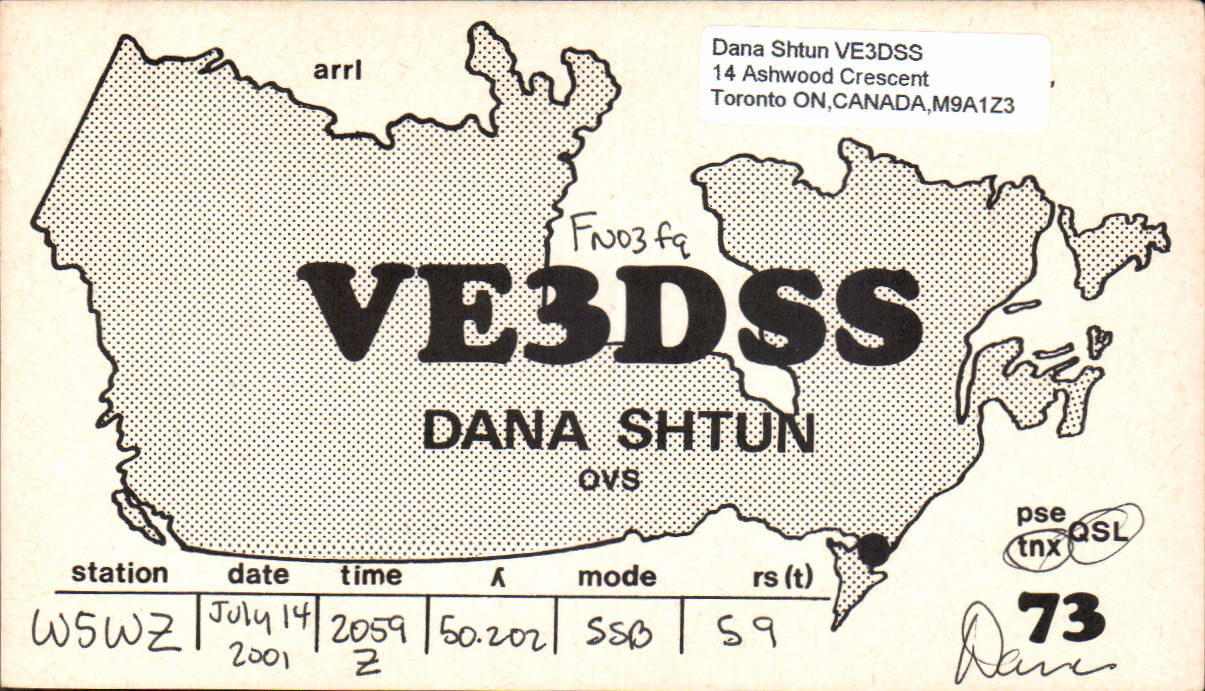 arrl
Dana Shtun VE3DSS
14 Ashwood Crescent
Toronto ON,CANADA,M9A1Z3
FN03fq
VE3DSS
DANA SHTUN
OVS
pse
tnx QSL
station date time ʎ mode rs(t)
W5WZ July 14 2001 2059 Z 50.202 SSB 59
73
Dana